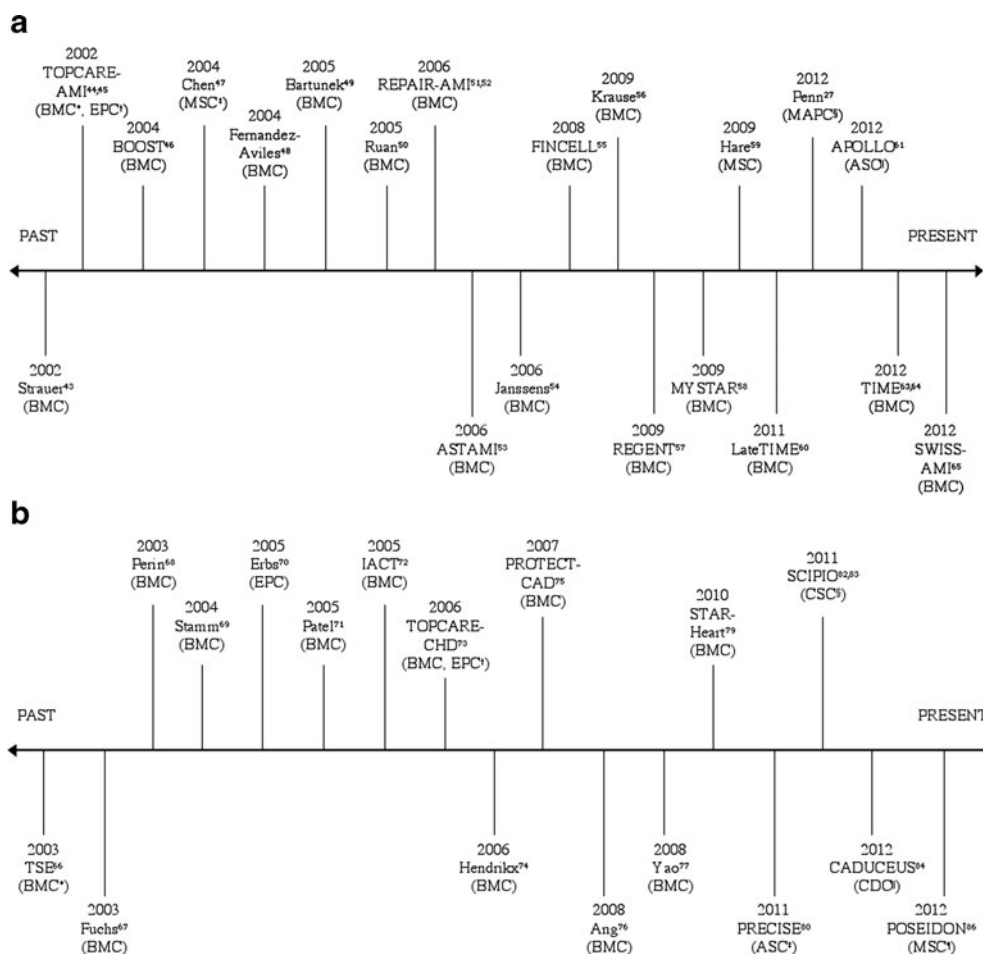 a
2002
TOPCARE-
AMI⁴⁴,⁴⁵
(BMC*, EPC†)
2004
BOOST⁴⁶
(BMC)
2004
Chen⁴⁷
(MSC‡)
2004
Fernandez-
Aviles⁴⁸
(BMC)
2005
Bartunek⁴⁹
(BMC)
2005
Ruan⁵⁰
(BMC)
2006
REPAIR-AMI⁵¹,⁵²
(BMC)
2008
FINCELL⁵⁵
(BMC)
2009
Krause⁵⁶
(BMC)
2009
Hare⁵⁹
(MSC)
2012
Penn²⁷
(MAPC§)
2012
APOLLO⁶¹
(ASC‖)
PAST
PRESENT
2002
Strauer⁴³
(BMC)
2006
ASTAMI⁵³
(BMC)
2006
Janssens⁵⁴
(BMC)
2009
REGENT⁵⁷
(BMC)
2009
MYSTAR⁵⁸
(BMC)
2011
LateTIME⁶⁰
(BMC)
2012
TIME⁶³,⁶⁴
(BMC)
2012
SWISS-
AMI⁶⁵
(BMC)
b
2003
Perin⁶⁸
(BMC)
2004
Stamm⁶⁹
(BMC)
2005
Erbs⁷⁰
(EPC)
2005
Patel⁷¹
(BMC)
2005
IACT⁷²
(BMC)
2006
TOPCARE-
CHD⁷³
(BMC, EPC†)
2007
PROTECT-
CAD⁷⁵
(BMC)
2010
STAR-
Heart⁷⁹
(BMC)
2011
SCIPIO⁸²,⁸³
(CSC§)
PAST
PRESENT
2003
TSE⁶⁶
(BMC*)
2003
Fuchs⁶⁷
(BMC)
2006
Hendrikx⁷⁴
(BMC)
2008
Ang⁷⁶
(BMC)
2008
Yao⁷⁷
(BMC)
2011
PRECISE⁸⁰
(ASC‡)
2012
CADUCEUS⁸⁴
(CDC‖)
2012
POSEIDON⁸⁶
(MSC¶)